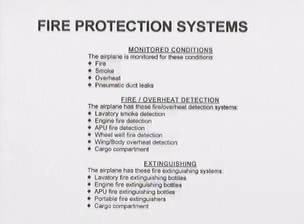 FIRE PROTECTION SYSTEMS
MONITORED CONDITIONS
The airplane is monitored for these conditions:
❖ Fire
❖ Smoke
❖ Overheat
❖ Pneumatic duct leaks
FIRE / OVERHEAT DETECTION
The airplane has these fire/overheat detection systems:
❖ Lavatory smoke detection
❖ Engine fire detection
❖ APU fire detection
❖ Wheel well fire detection
❖ Wing/Body overheat detection
❖ Cargo compartment
EXTINGUISHING
The airplane has these fire extinguishing systems:
❖ Lavatory fire extinguishing bottles
❖ Engine fire extinguishing bottles
❖ APU fire extinguishing bottles
❖ Portable fire extinguishers
❖ Cargo compartment